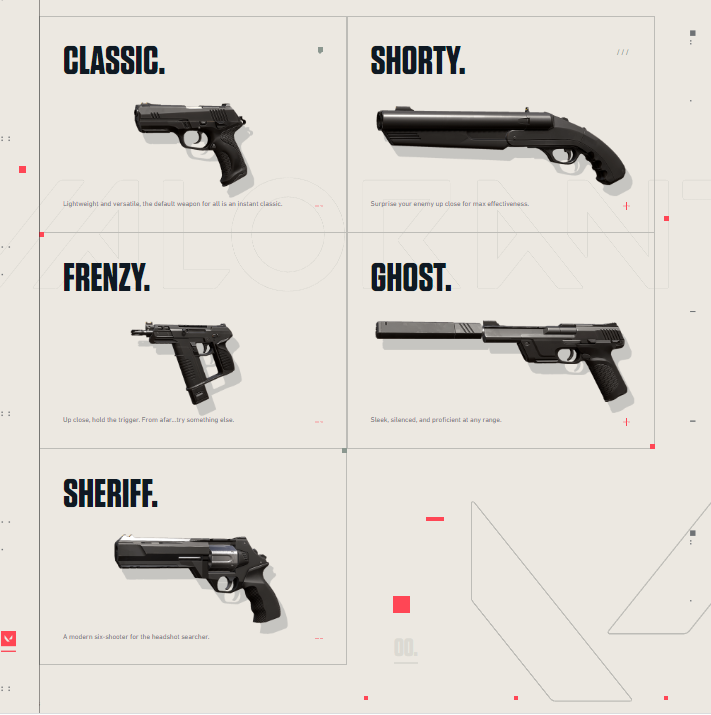 CLASSIC.
Lightweight and versatile, the default weapon for all is an instant classic.
SHORTY.
///
Surprise your enemy up close for max effectiveness.
FRENZY.
Up close, hold the trigger. From afar...try something else.
GHOST.
Sleek, silenced, and proficient at any range.
SHERIFF.
A modern six-shooter for the headshot searcher.
00.